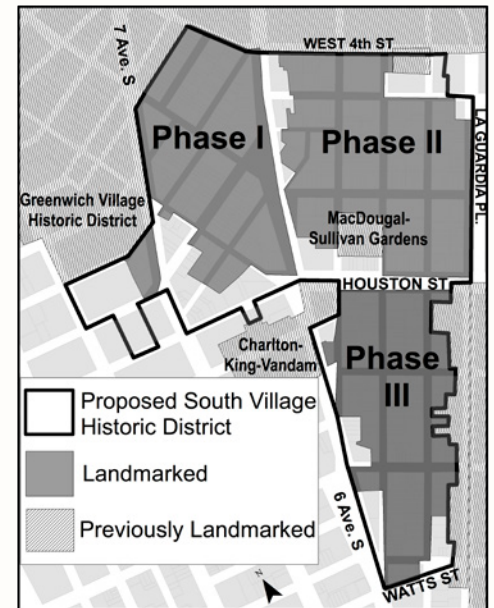 WEST 4th ST
7 Ave. S
Phase I
Phase II
LA GUARDIA PL.
Greenwich Village
Historic District
MacDougal-
Sullivan Gardens
HOUSTON ST
Charlton-
King-Vandam
Phase
III
Proposed South Village
Historic District
Landmarked
Previously Landmarked
6 Ave. S
WATTS ST
N